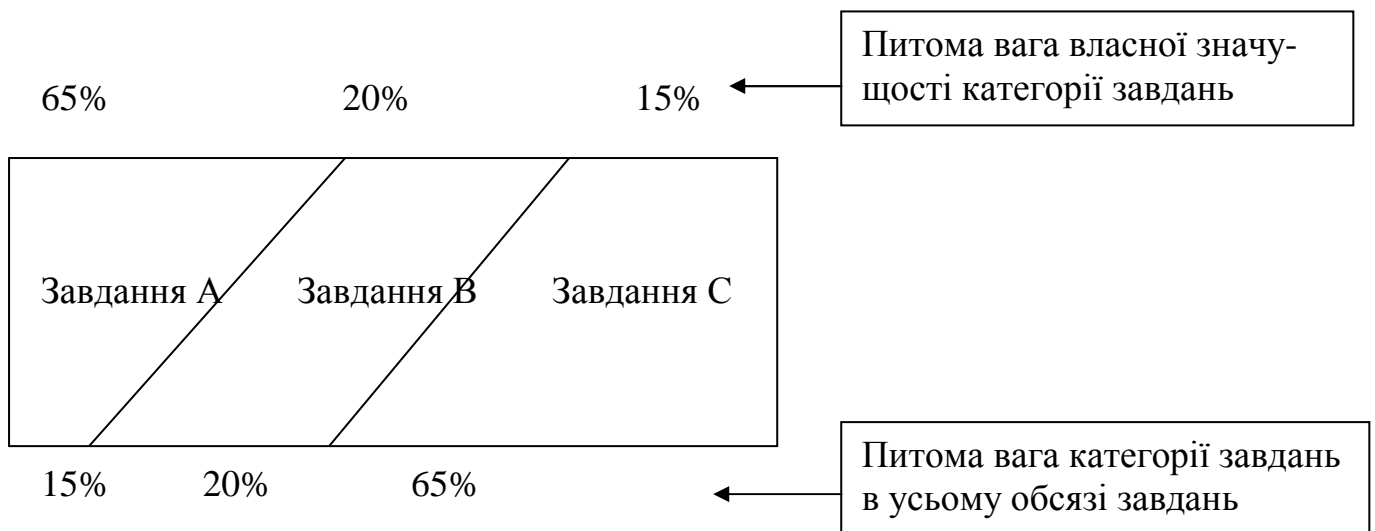 Питома вага власної значу-
щості категорії завдань
65% 20% 15%
Завдання А Завдання В Завдання С
15% 20% 65%
Питома вага категорії завдань
в усьому обсязі завдань